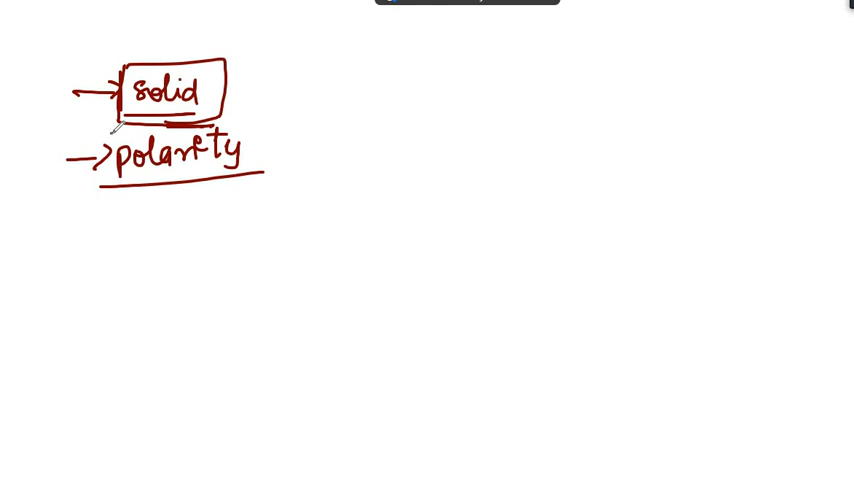 → solid
→ polarity